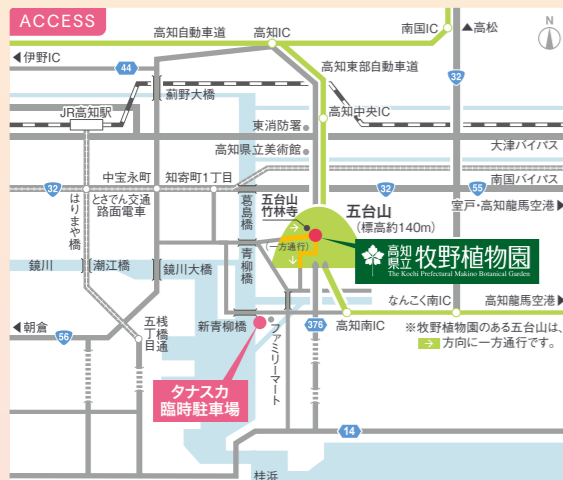 ACCESS
高知自動車道
高知IC
南国IC
▲高松
N
◀伊野IC
44
高知東部自動車道
32
薊野大橋
JR高知駅
高知中央IC
東消防署
高知県立美術館
大津バイパス
中宝永町
知寄町1丁目
南国バイパス
32
32
55
はりまや橋
とさでん交通
路面電車
葛島橋
五台山
竹林寺
五台山
(標高約140m)
室戸・高知龍馬空港▶
(一方通行)
高知
県立
牧野植物園
The Kochi Prefectural Makino Botanical Garden
青柳橋
鏡川
潮江橋
鏡川大橋
なんこく南IC
高知龍馬空港▶
◀朝倉
56
五丁目
桟橋通
新青柳橋
ファミリーマート
376
高知南IC
※牧野植物園のある五台山は、
→ 方向に一方通行です。
タナスカ
臨時駐車場
14
桂浜